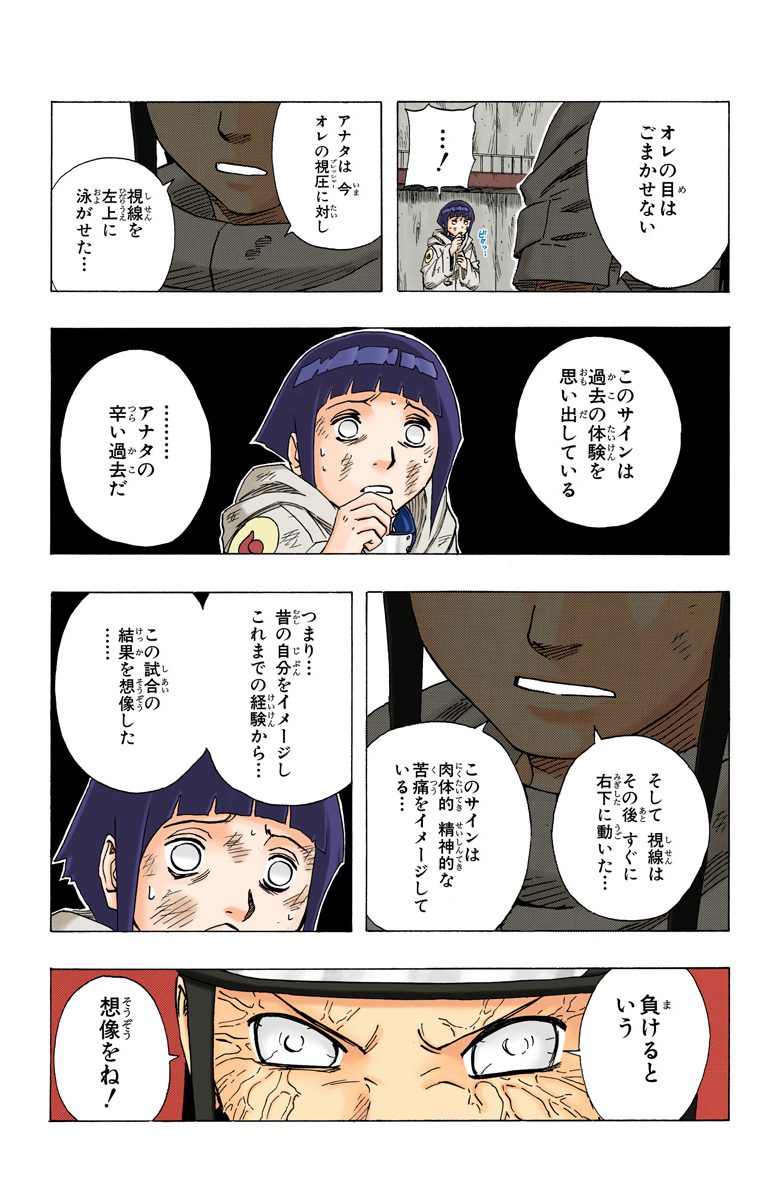 オレの目は
ごまかせない
…！
ビクッ…
アナタは 今
オレの視圧に対し
視線を
左上に
泳がせた…
このサインは
過去の体験を
思い出している
………
アナタの
辛い過去だ
そして 視線は
その後 すぐに
右下に動いた…
このサインは
肉体的 精神的な
苦痛をイメージして
いる…
つまり…
昔の自分をイメージし
これまでの経験から…
この試合の
結果を想像した
……
負けると
いう
想像をね！